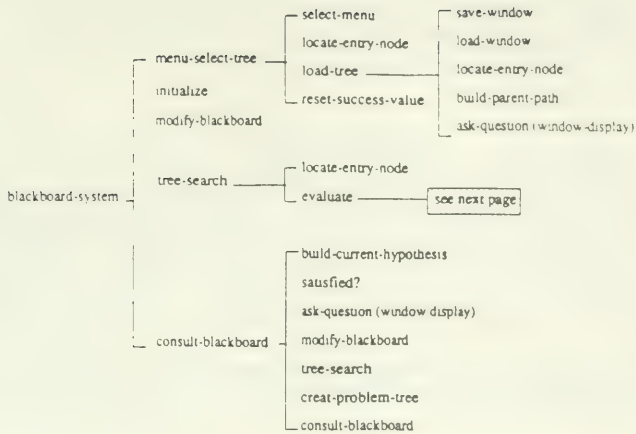 select-menu
save-window
load-window
locate-entry-node
menu-select-tree
load-tree
locate-entry-node
initialize
build-parent-path
reset-success-value
modify-blackboard
ask-question (window-display)
locate-entry-node
tree-search
blackboard-system
evaluate
see next page
build-current-hypothesis
satisfied?
ask-question (window display)
consult-blackboard
modify-blackboard
tree-search
creat-problem-tree
consult-blackboard